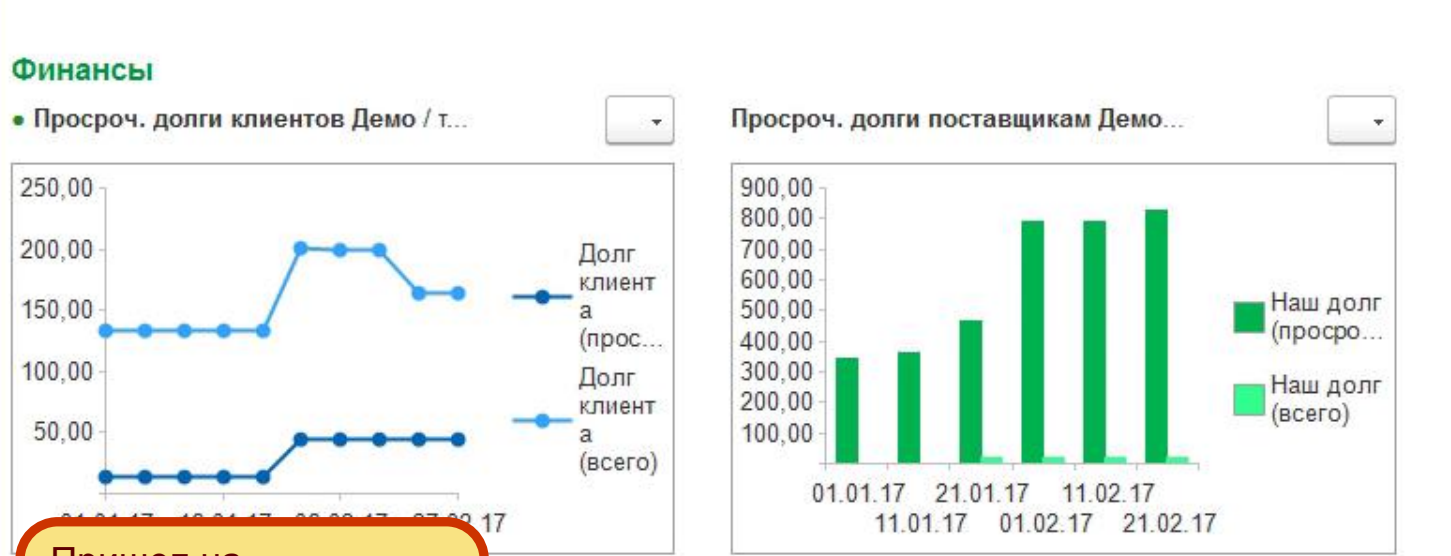 Финансы
• Просроч. долги клиентов Демо / т...
Просроч. долги поставщикам Демо...
250,00
200,00
150,00
100,00
50,00
Долг
клиент
а
(прос...
Долг
клиент
а
(всего)
900,00
800,00
700,00
600,00
500,00
400,00
300,00
200,00
100,00
01.01.17 21.01.17 11.02.17
11.01.17 01.02.17 21.02.17
Наш долг
(просро...
Наш долг
(всего)